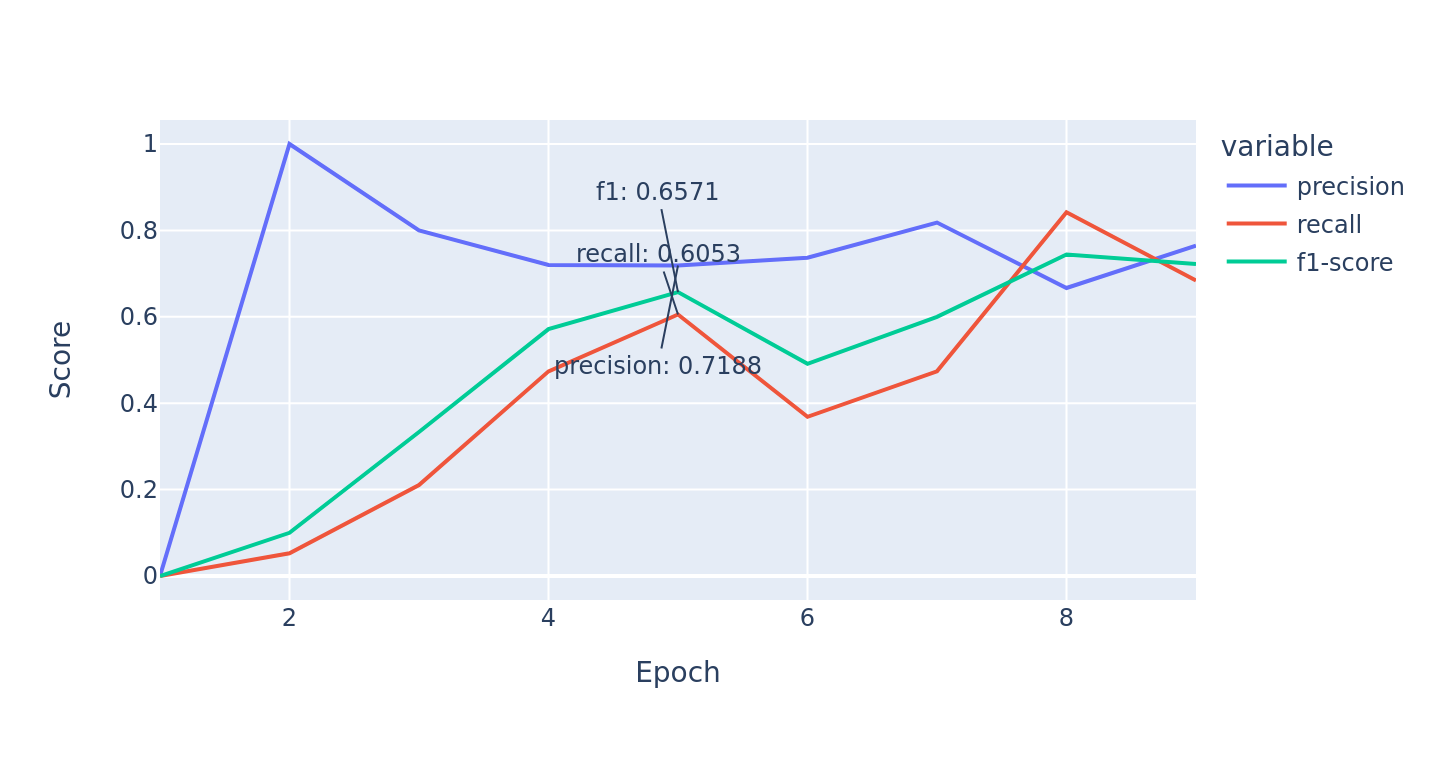 1
0.8
0.6
0.4
0.2
0
Score
f1: 0.6571
recall: 0.6053
precision: 0.7188
2
4
6
8
Epoch
variable
precision
recall
f1-score